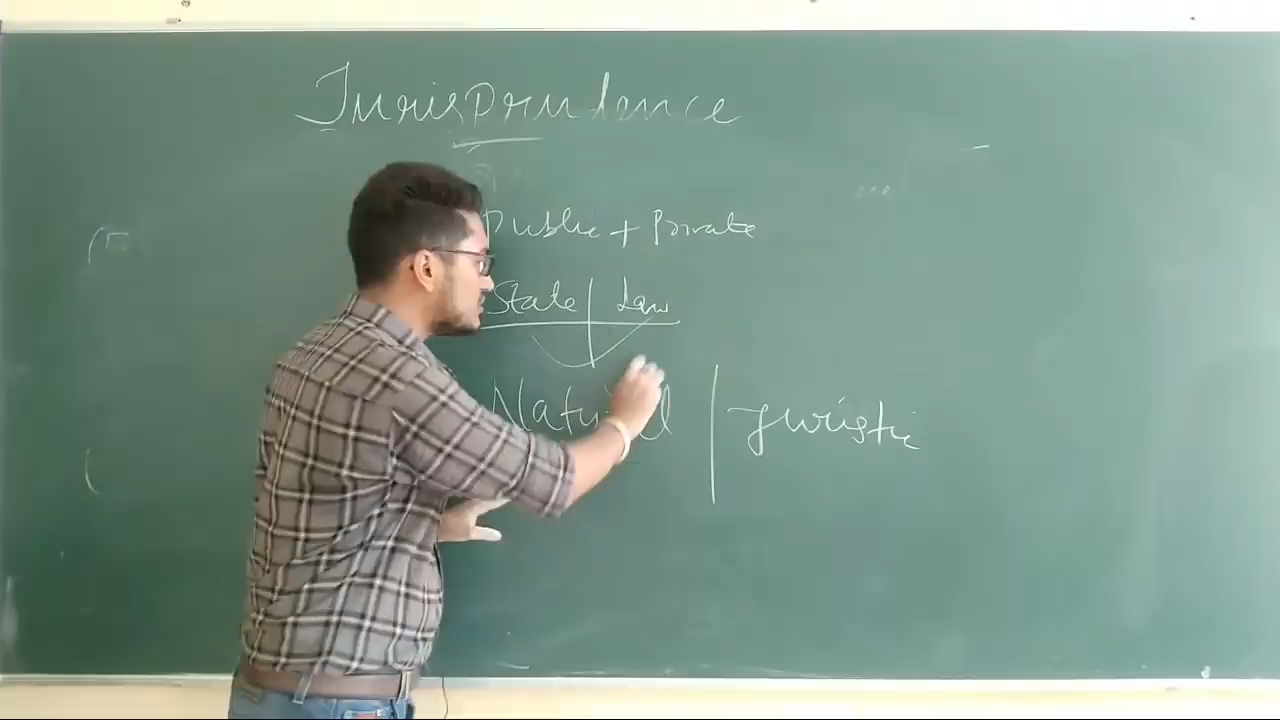 Jurisprudence
Public + Private
State | Law
Natural | Juristic